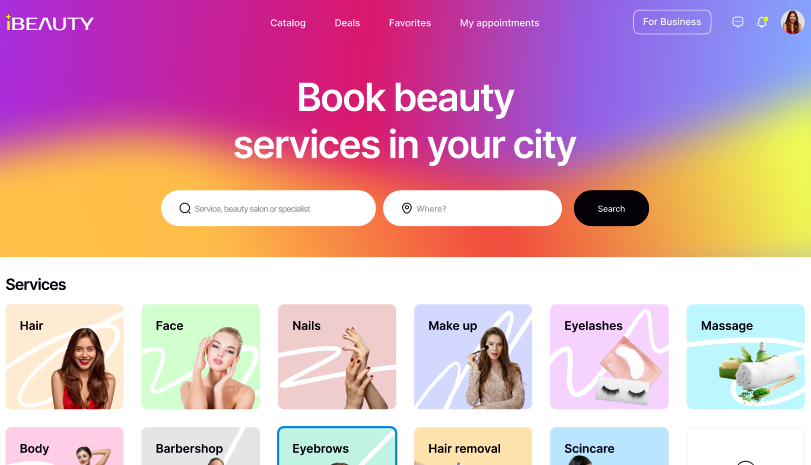 iBEAUTY
Catalog
Deals
Favorites
My appointments
For Business
Book beauty
services in your city
Service, beauty salon or specialist
Where?
Search
Services
Hair
Face
Nails
Make up
Eyelashes
Massage
Body
Barbershop
Eyebrows
Hair removal
Scincare